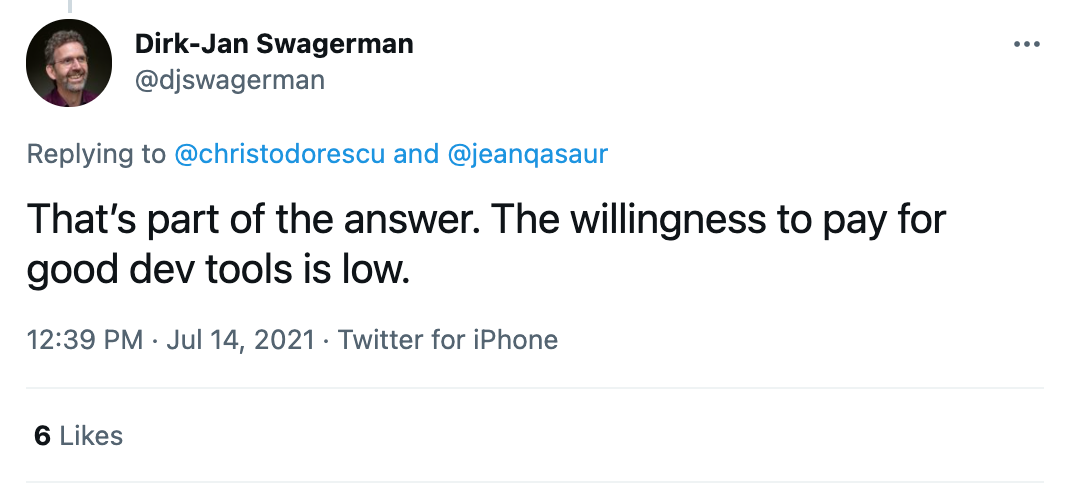 Dirk-Jan Swagerman
@djswagerman
Replying to @christodorescu and @jeanqasaur
That’s part of the answer. The willingness to pay for
good dev tools is low.
12:39 PM · Jul 14, 2021 · Twitter for iPhone
6 Likes